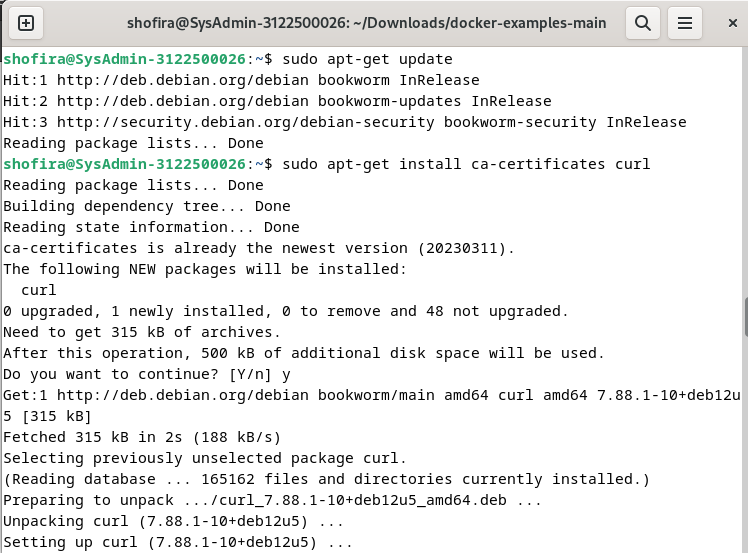 shofira@SysAdmin-3122500026: ~/Downloads/docker-examples-main
shofira@SysAdmin-3122500026:~$ sudo apt-get update
Hit:1 http://deb.debian.org/debian bookworm InRelease
Hit:2 http://deb.debian.org/debian bookworm-updates InRelease
Hit:3 http://security.debian.org/debian-security bookworm-security InRelease
Reading package lists... Done
shofira@SysAdmin-3122500026:~$ sudo apt-get install ca-certificates curl
Reading package lists... Done
Building dependency tree... Done
Reading state information... Done
ca-certificates is already the newest version (20230311).
The following NEW packages will be installed:
  curl
0 upgraded, 1 newly installed, 0 to remove and 48 not upgraded.
Need to get 315 kB of archives.
After this operation, 500 kB of additional disk space will be used.
Do you want to continue? [Y/n] y
Get:1 http://deb.debian.org/debian bookworm/main amd64 curl amd64 7.88.1-10+deb12u
5 [315 kB]
Fetched 315 kB in 2s (188 kB/s)
Selecting previously unselected package curl.
(Reading database ... 165162 files and directories currently installed.)
Preparing to unpack .../curl_7.88.1-10+deb12u5_amd64.deb ...
Unpacking curl (7.88.1-10+deb12u5) ...
Setting up curl (7.88.1-10+deb12u5) ...